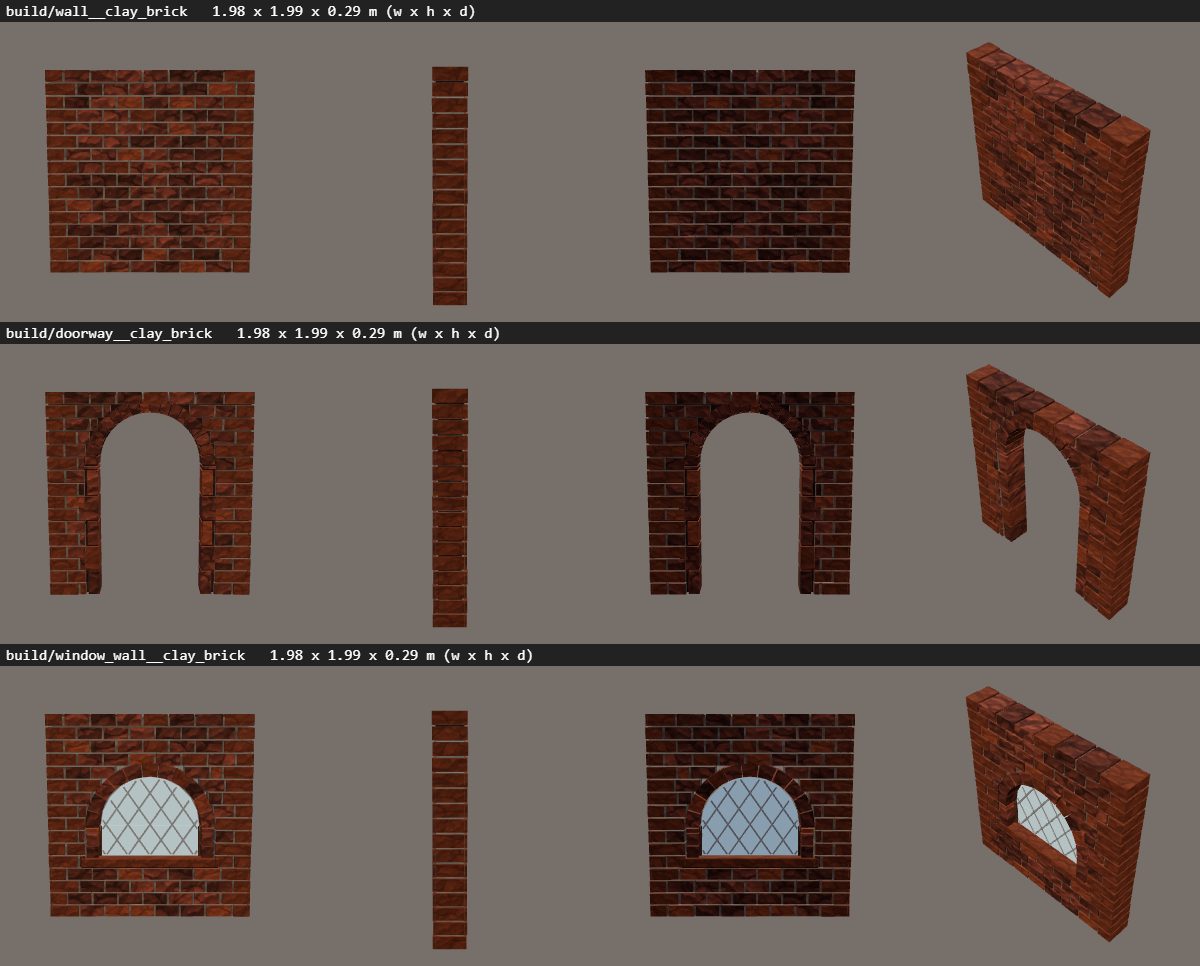 build/wall__clay_brick   1.98 x 1.99 x 0.29 m (w x h x d)
build/doorway__clay_brick   1.98 x 1.99 x 0.29 m (w x h x d)
build/window_wall__clay_brick   1.98 x 1.99 x 0.29 m (w x h x d)